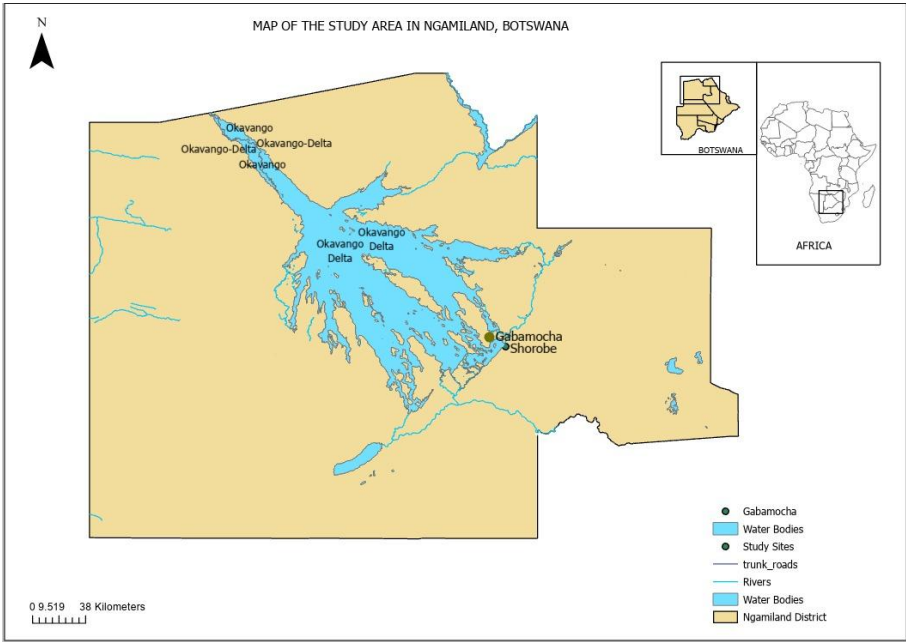 MAP OF THE STUDY AREA IN NGAMILAND, BOTSWANA
N
BOTSWANA
AFRICA
Okavango
Okavango-Delta
Okavango-Delta
Okavango
Okavango
Delta
Okavango
Delta
Gabamocha
Shorobe
Gabamocha
Water Bodies
Study Sites
trunk_roads
Rivers
Water Bodies
Ngamiland District
0 9.519 38 Kilometers